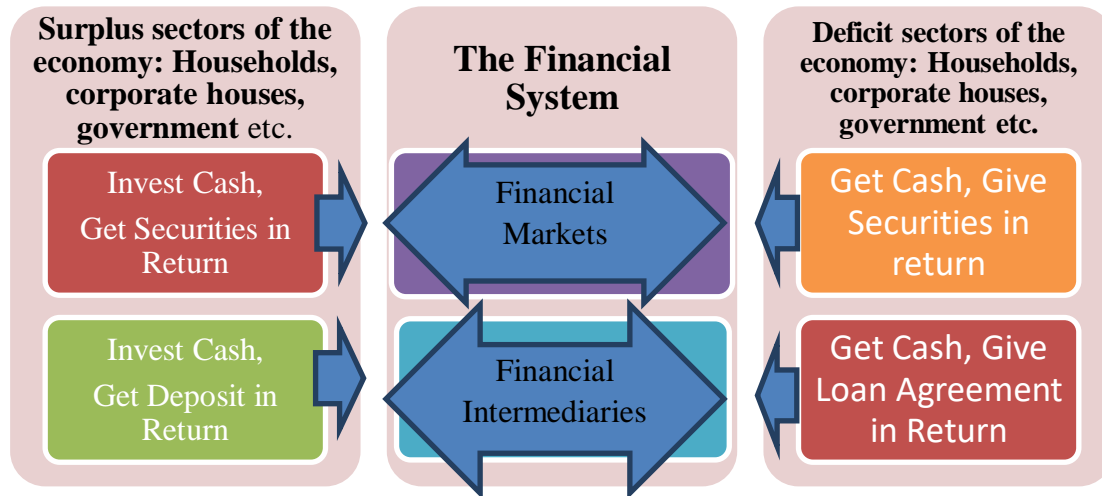 Surplus sectors of the
economy: Households,
corporate houses,
government etc.
Invest Cash,
Get Securities in
Return
Invest Cash,
Get Deposit in
Return
The Financial
System
Financial
Markets
Financial
Intermediaries
Deficit sectors of the
economy: Households,
corporate houses,
government etc.
Get Cash, Give
Securities in
return
Get Cash, Give
Loan Agreement
in Return